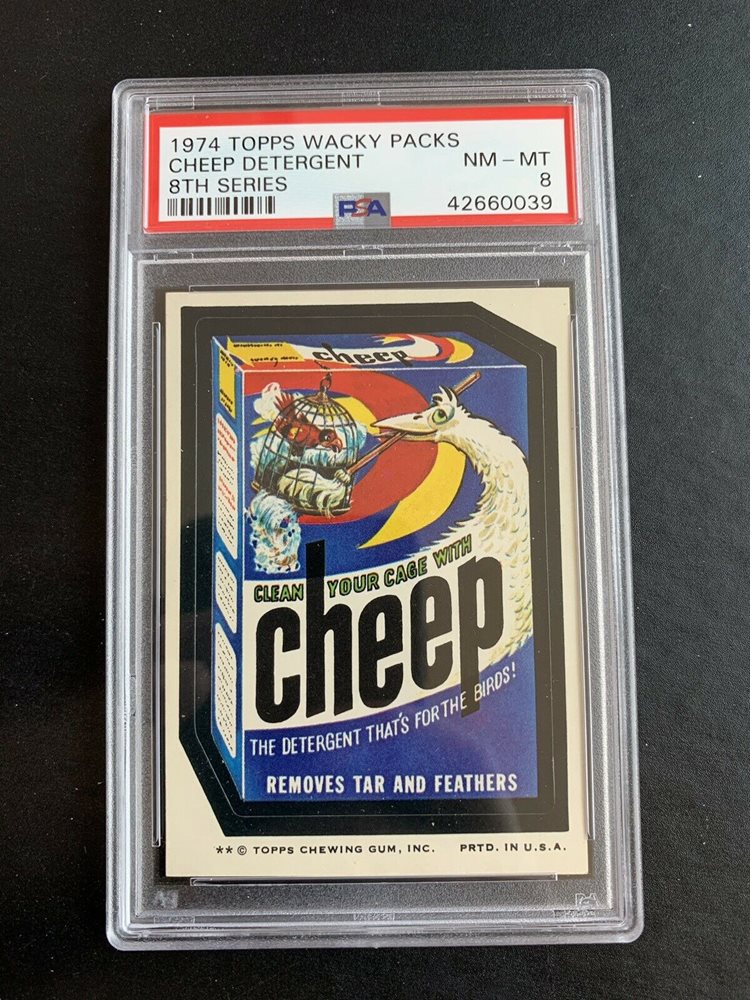 1974 TOPPS WACKY PACKS
CHEEP DETERGENT NM - MT
8TH SERIES 8
PSA 42660039
cheep
CLEAN YOUR CAGE WITH
cheep
THE DETERGENT THAT'S FOR THE BIRDS!
REMOVES TAR AND FEATHERS
** © TOPPS CHEWING GUM, INC. PRTD. IN U.S.A.